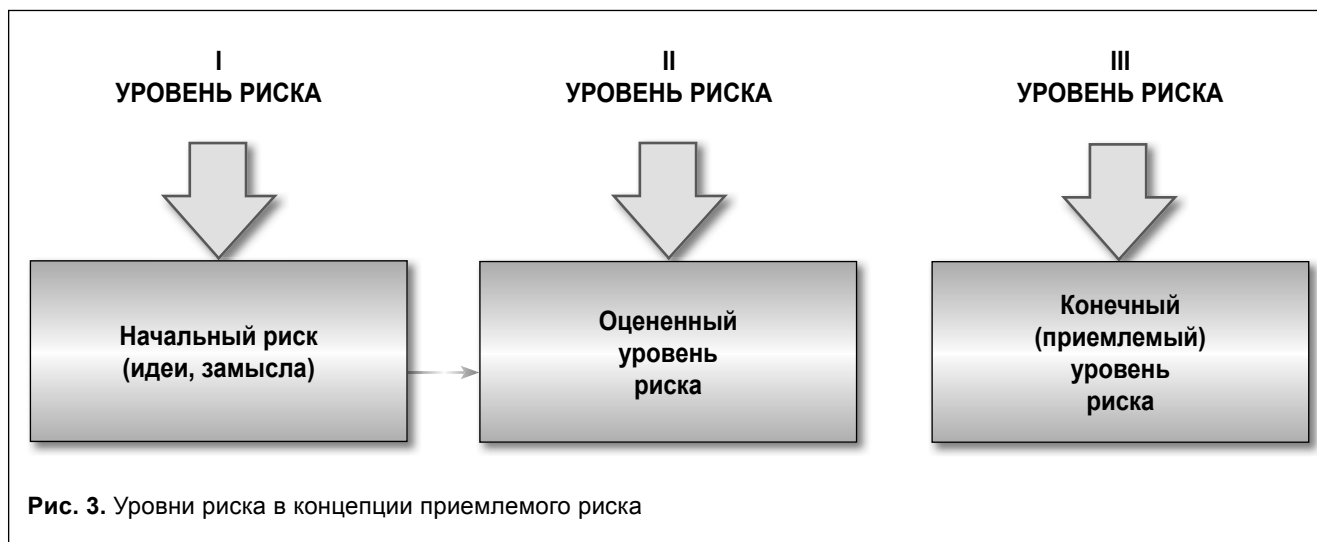 I
УРОВЕНЬ РИСКА
II
УРОВЕНЬ РИСКА
III
УРОВЕНЬ РИСКА
Начальный риск
(идеи, замысла)
Оцененный
уровень
риска
Конечный
(приемлемый)
уровень
риска
Рис. 3. Уровни риска в концепции приемлемого риска